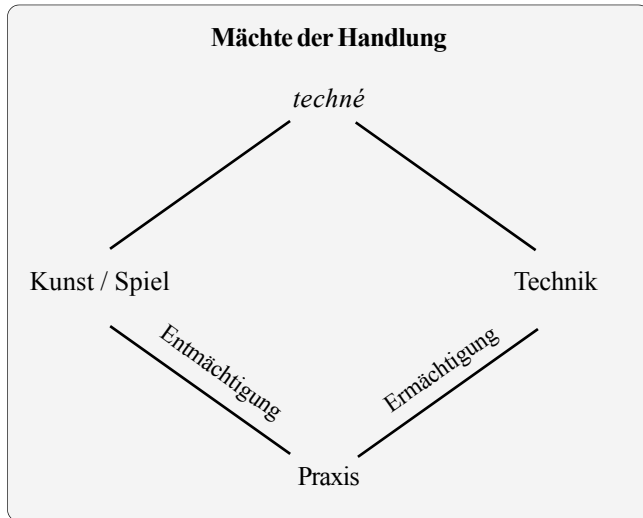 Mächte der Handlung
techné
Kunst / Spiel
Technik
Entmächtigung
Ermächtigung
Praxis